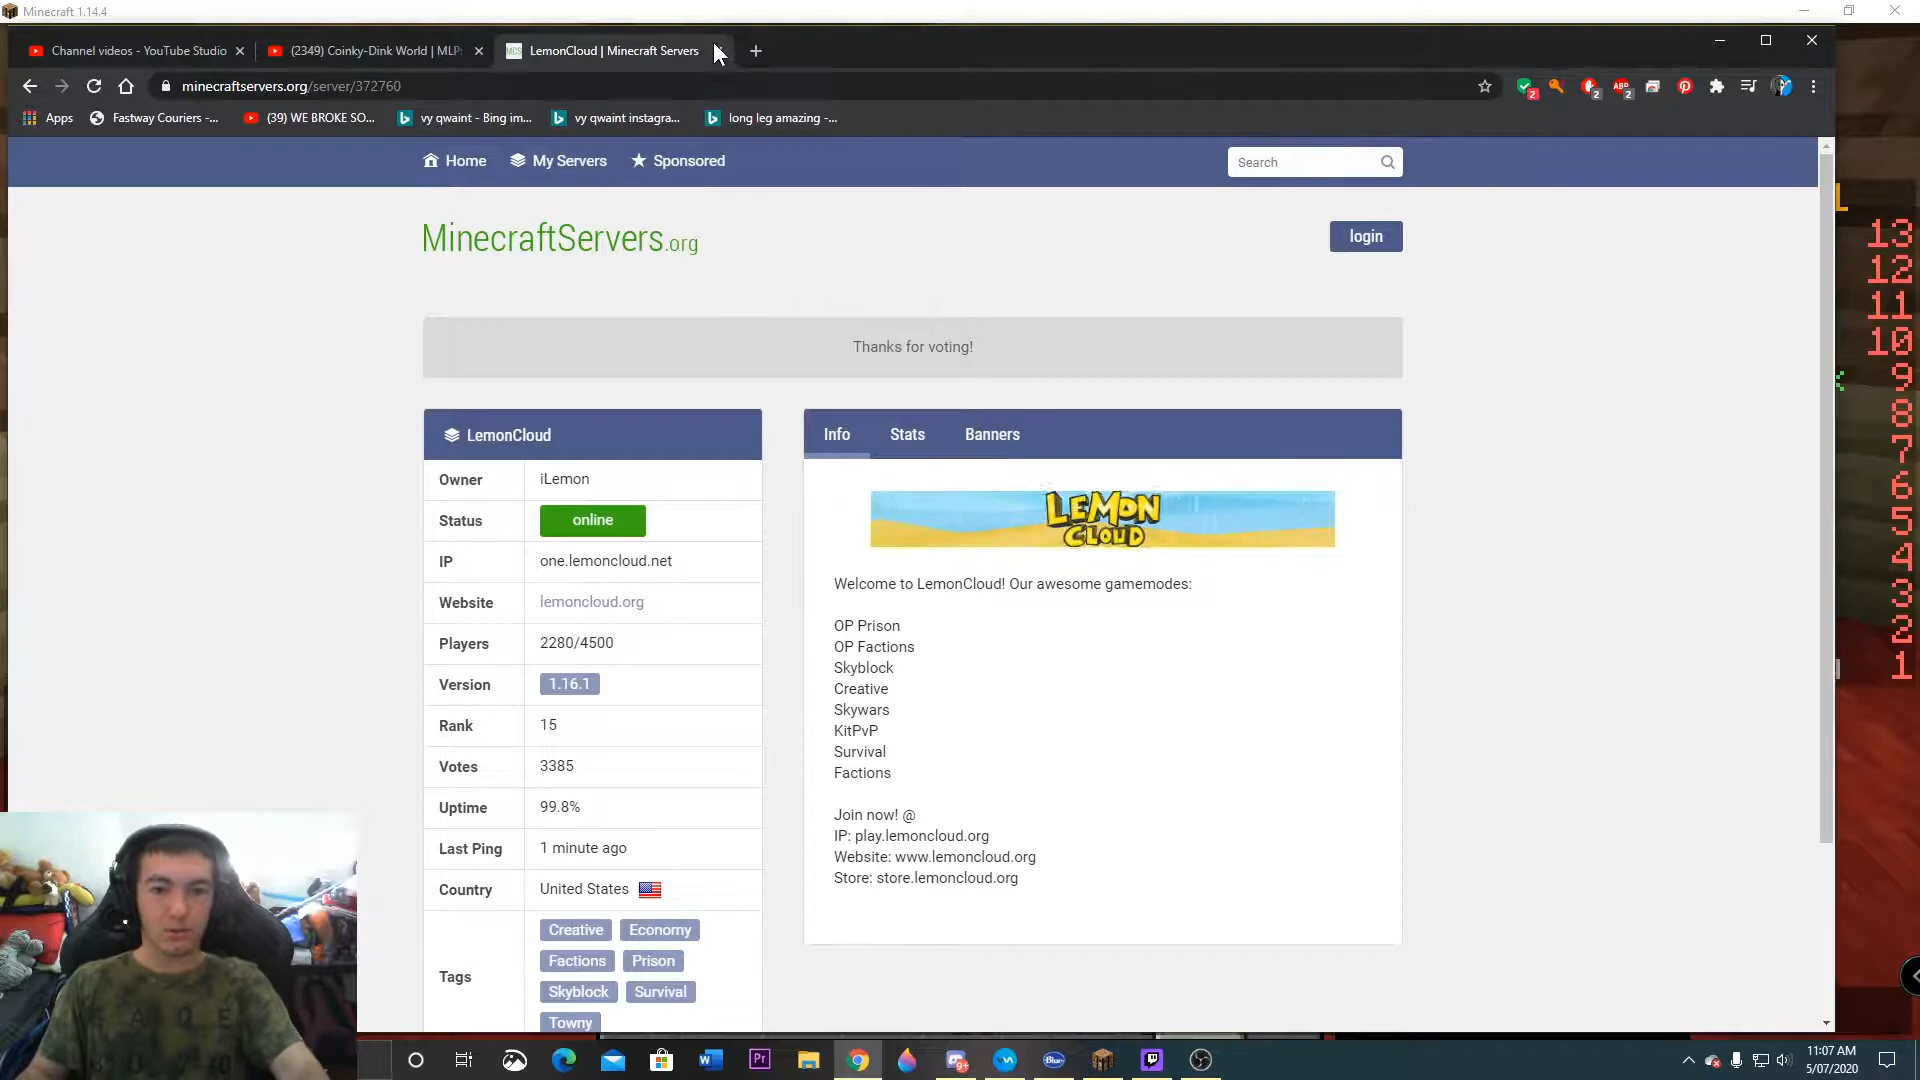 Minecraft 1.14.4
Channel videos - YouTube Studio
(2349) Coinky-Dink World | MLP:
LemonCloud | Minecraft Servers
minecraftservers.org/server/372760
Apps
Fastway Couriers -...
(39) WE BROKE SO...
vy qwaint - Bing im...
vy qwaint instagra...
long leg amazing -...
Home
My Servers
Sponsored
Search
MinecraftServers.org
login
Thanks for voting!
LemonCloud
Owner iLemon
Status online
IP one.lemoncloud.net
Website lemoncloud.org
Players 2280/4500
Version 1.16.1
Rank 15
Votes 3385
Uptime 99.8%
Last Ping 1 minute ago
Country United States
Tags
Creative Economy
Factions Prison
Skyblock Survival
Towny
Info Stats Banners
LEMON
CLOUD
Welcome to LemonCloud! Our awesome gamemodes:
OP Prison
OP Factions
Skyblock
Creative
Skywars
KitPvP
Survival
Factions
Join now! @
IP: play.lemoncloud.org
Website: www.lemoncloud.org
Store: store.lemoncloud.org
13
12
11
10
9
8
7
6
5
4
3
2
1
11:07 AM
5/07/2020